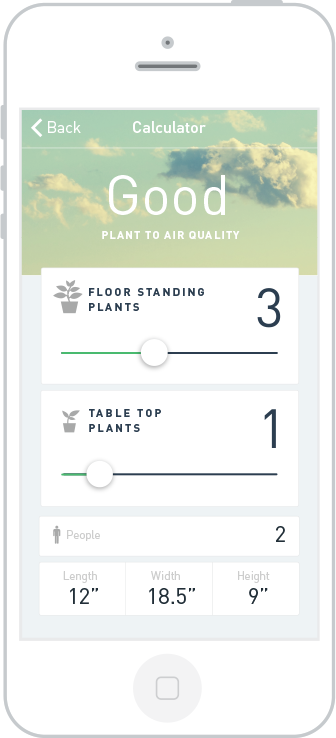 Back
Calculator
Good
PLANT TO AIR QUALITY
FLOOR STANDING
PLANTS
3
TABLE TOP
PLANTS
1
People
2
Length
Width
Height
12”
18.5”
9”